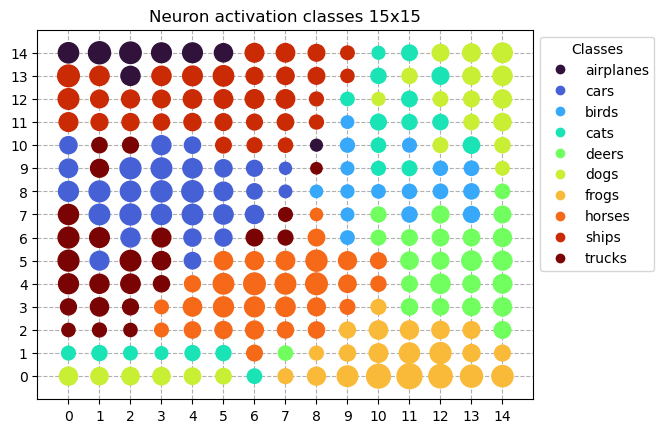 Neuron activation classes 15x15
14
13
12
11
10
9
8
7
6
5
4
3
2
1
0
0 1 2 3 4 5 6 7 8 9 10 11 12 13 14
Classes
airplanes
cars
birds
cats
deers
dogs
frogs
horses
ships
trucks